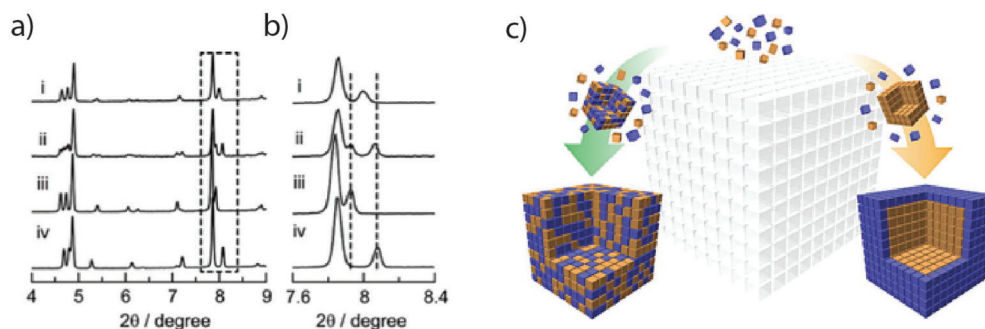 a)
b)
c)
i
ii
iii
iv
i
ii
iii
iv
4 5 6 7 8 9
7.6 8 8.4
2θ / degree
2θ / degree